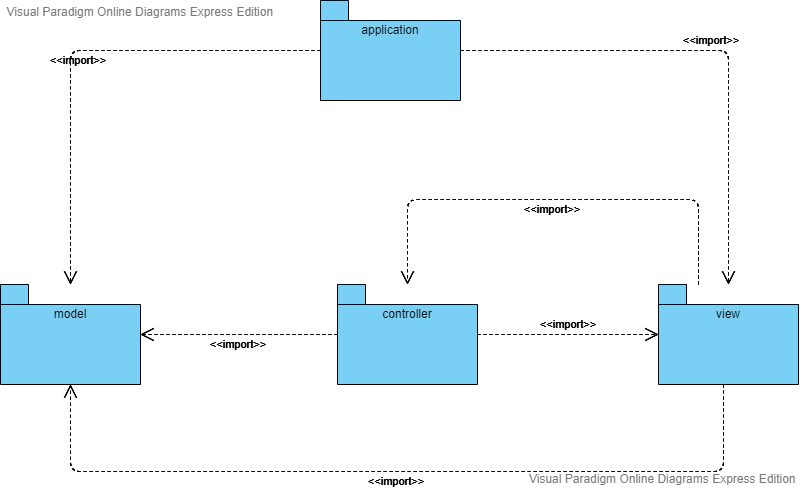 Visual Paradigm Online Diagrams Express Edition
application
<<import>>
<<import>>
<<import>>
model
controller
view
<<import>>
<<import>>
Visual Paradigm Online Diagrams Express Edition
<<import>>